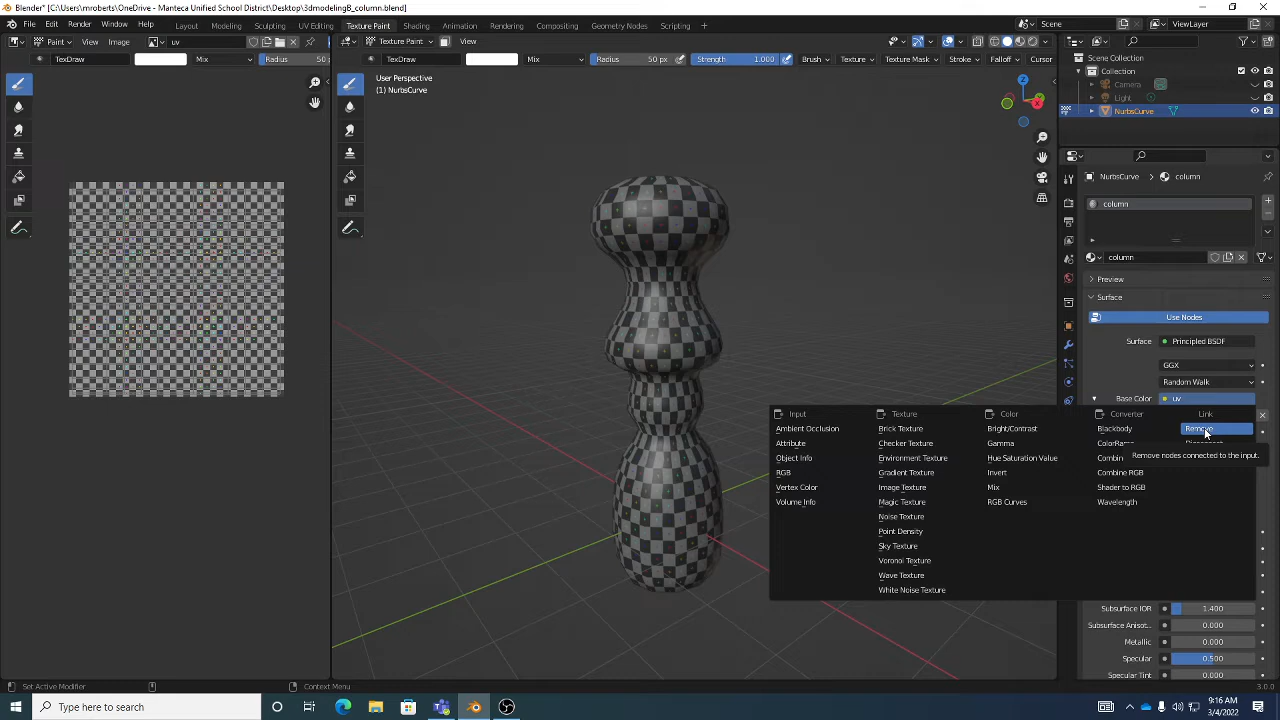 Blender* [C:\Users\mroberts\OneDrive - Manteca Unified School District\Desktop\3dmodeling8_column.blend]
File Edit Render Window Help Layout Modeling Sculpting UV Editing Texture Paint Shading Animation Rendering Compositing Geometry Nodes Scripting Scene ViewLayer
Paint View Image uv Texture Paint View
TexDraw Mix Radius 50 TexDraw Mix Radius 50 px Strength 1.000 Brush Texture Texture Mask Stroke Falloff Cursor
Scene Collection
Collection
Camera
Light
NurbsCurve
User Perspective
(1) NurbsCurve
X
NurbsCurve column
column
column
Preview
Surface
Use Nodes
Surface Principled BSDF
GGX
Random Walk
Base Color uv
Input Texture Color Converter Link
Ambient Occlusion Brick Texture Bright/Contrast Blackbody Remove
Attribute Checker Texture Gamma
Object Info Environment Texture Hue Saturation Value
Remove nodes connected to the input.
RGB Gradient Texture Invert Combine RGB
Vertex Color Image Texture Mix Shader to RGB
Volume Info Magic Texture RGB Curves Wavelength
Noise Texture
Point Density
Sky Texture
Voronoi Texture
Wave Texture
White Noise Texture
Subsurface IOR 1.400
Subsurface Anisot... 0.000
Metallic 0.000
Specular 0.500
Specular Tint 0.000
Set Active Modifier Context Menu 3.0.0
Type here to search
9:16 AM
3/4/2022